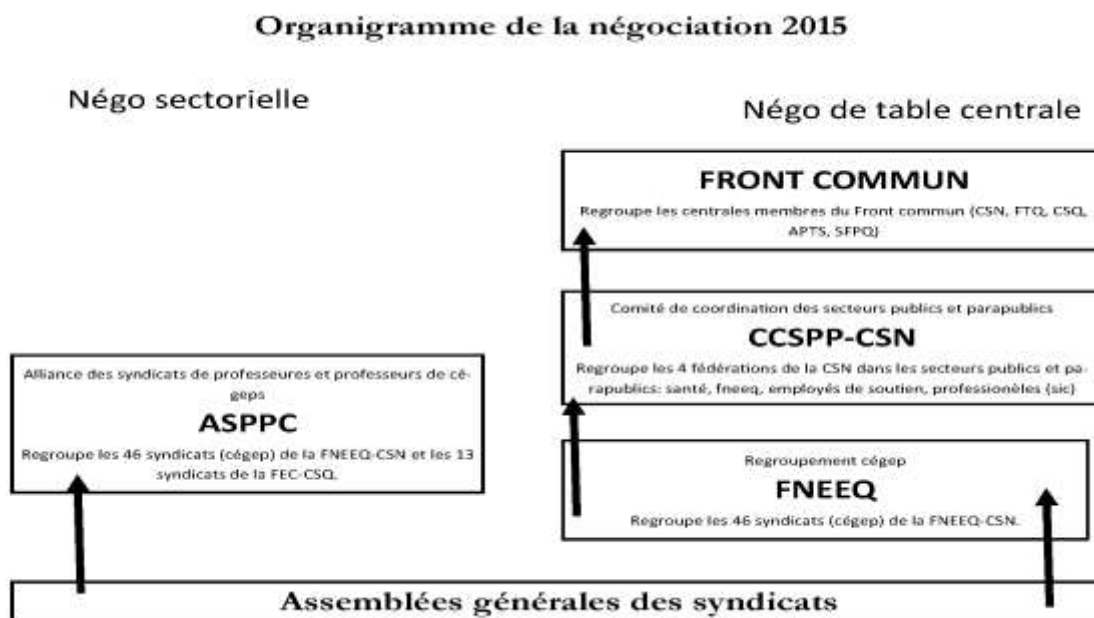 Organigramme de la négociation 2015
Négo sectorielle
Négo de table centrale
FRONT COMMUN
Regroupe les centrales membres du Front commun (CSN, FTQ, CSQ,
APTS, SFPQ)
Comité de coordination des secteurs publics et parapublics
CCSPP-CSN
Regroupe les 4 fédérations de la CSN dans les secteurs publics et pa-
rapublics: santé, fneeq, employés de soutien, professionèles (sic)
Alliance des syndicats de professeures et professeurs de cé-
geps
ASPPC
Regroupe les 46 syndicats (cégep) de la FNEEQ-CSN et les 13
syndicats de la FEC-CSQ.
Regroupement cégep
FNEEQ
Regroupe les 46 syndicats (cégep) de la FNEEQ-CSN.
Assemblées générales des syndicats